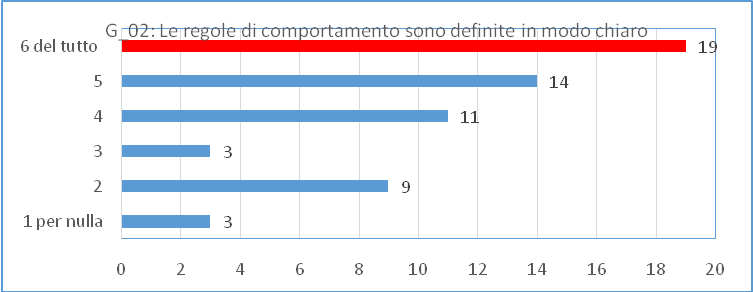 G_02: Le regole di comportamento sono definite in modo chiaro
6 del tutto 19
5 14
4 11
3 3
2 9
1 per nulla 3
0 2 4 6 8 10 12 14 16 18 20